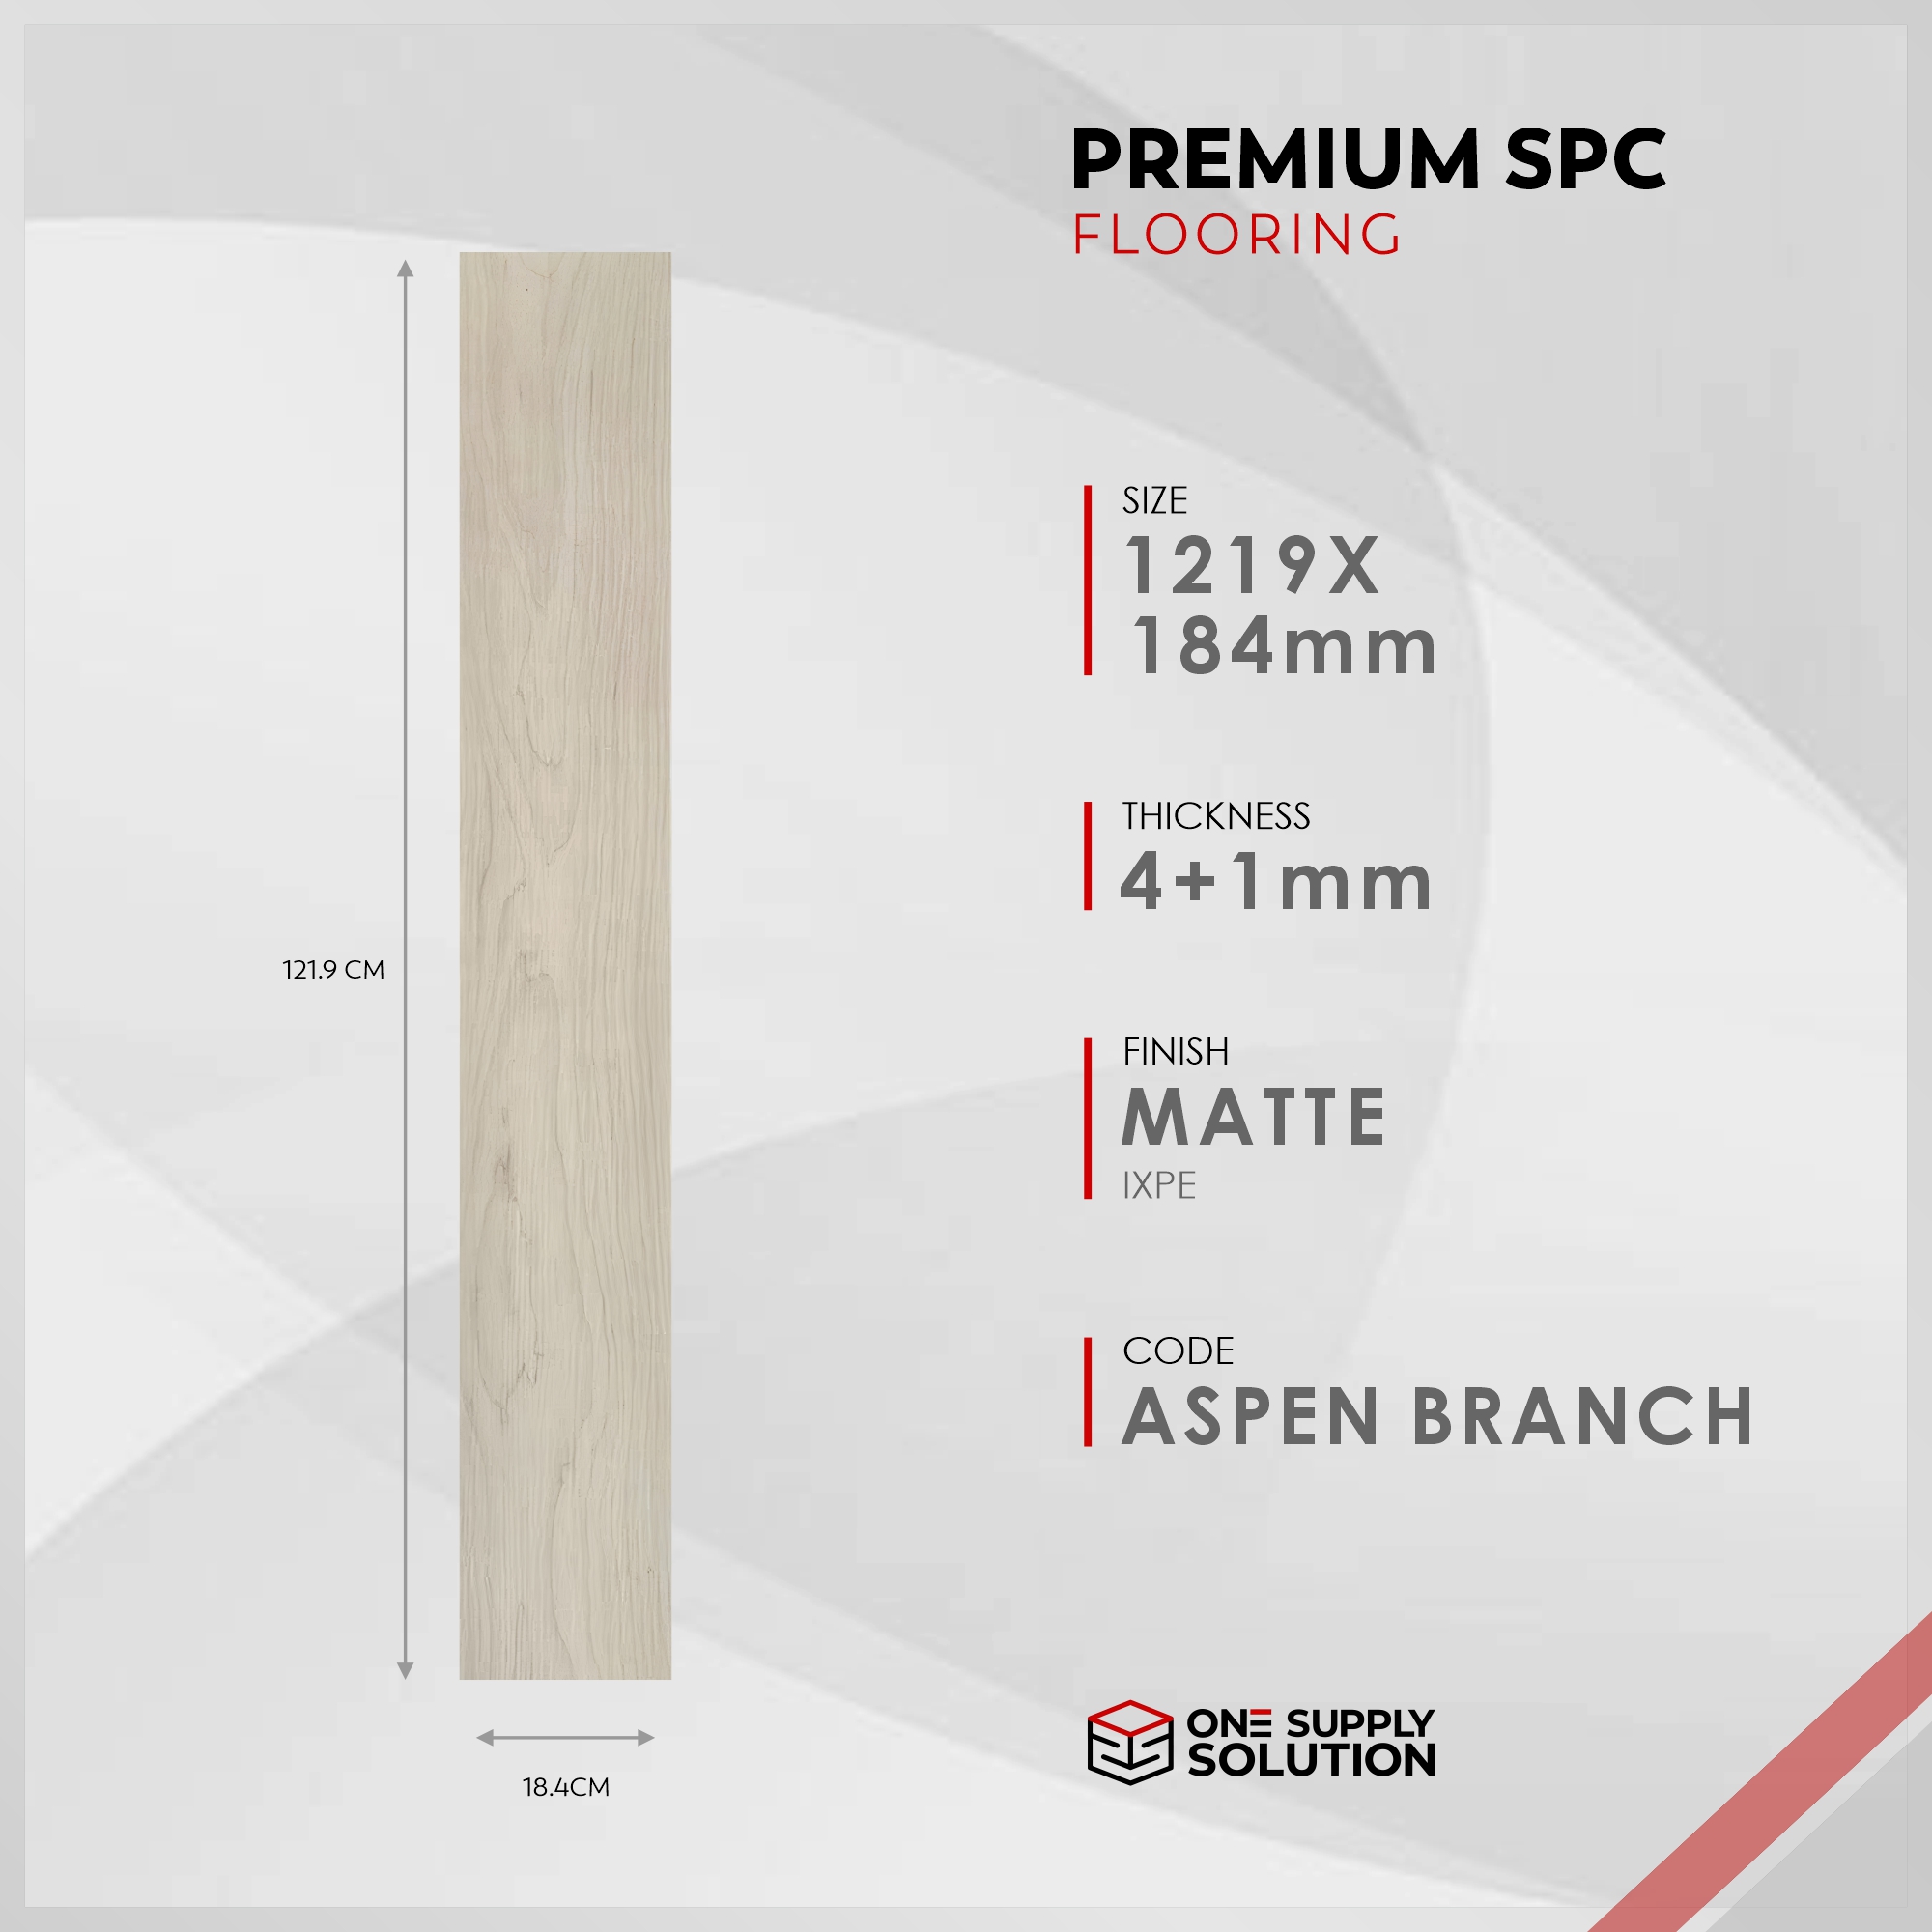 PREMIUM SPC
FLOORING
SIZE
1219X
184mm
THICKNESS
4+1mm
121.9 CM
FINISH
MATTE
IXPE
CODE
ASPEN BRANCH
ONE SUPPLY
SOLUTION
18.4CM